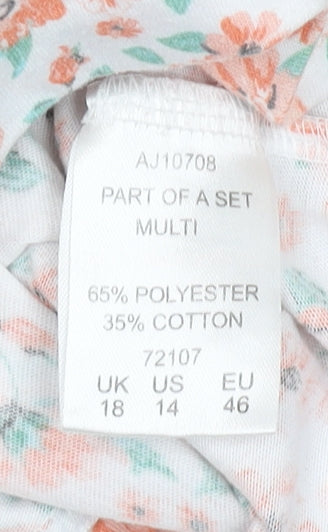 AJ10708
PART OF A SET
MULTI
65% POLYESTER
35% COTTON
72107
UK US EU
18 14 46